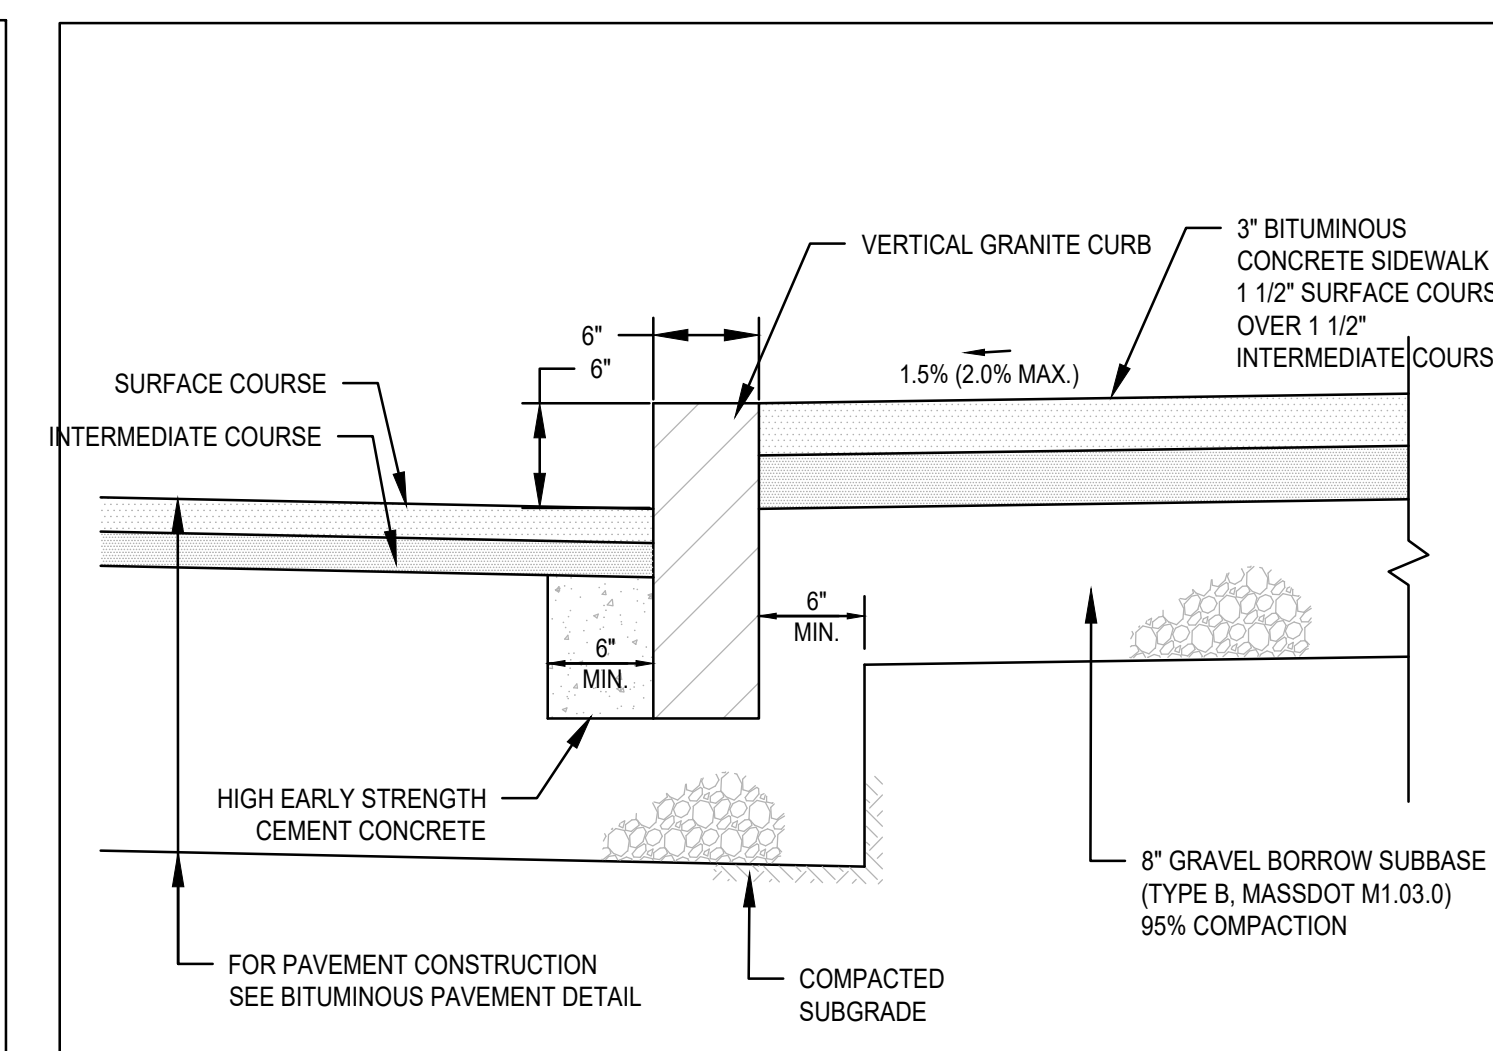 VERTICAL GRANITE CURB
3" BITUMINOUS
CONCRETE SIDEWALK
1 1/2" SURFACE COURS
OVER 1 1/2"
INTERMEDIATE COURS
6"
6"
1.5% (2.0% MAX.)
SURFACE COURSE
INTERMEDIATE COURSE
6"
MIN.
6"
MIN.
HIGH EARLY STRENGTH
CEMENT CONCRETE
8" GRAVEL BORROW SUBBASE
(TYPE B, MASSDOT M1.03.0)
95% COMPACTION
FOR PAVEMENT CONSTRUCTION
SEE BITUMINOUS PAVEMENT DETAIL
COMPACTED
SUBGRADE